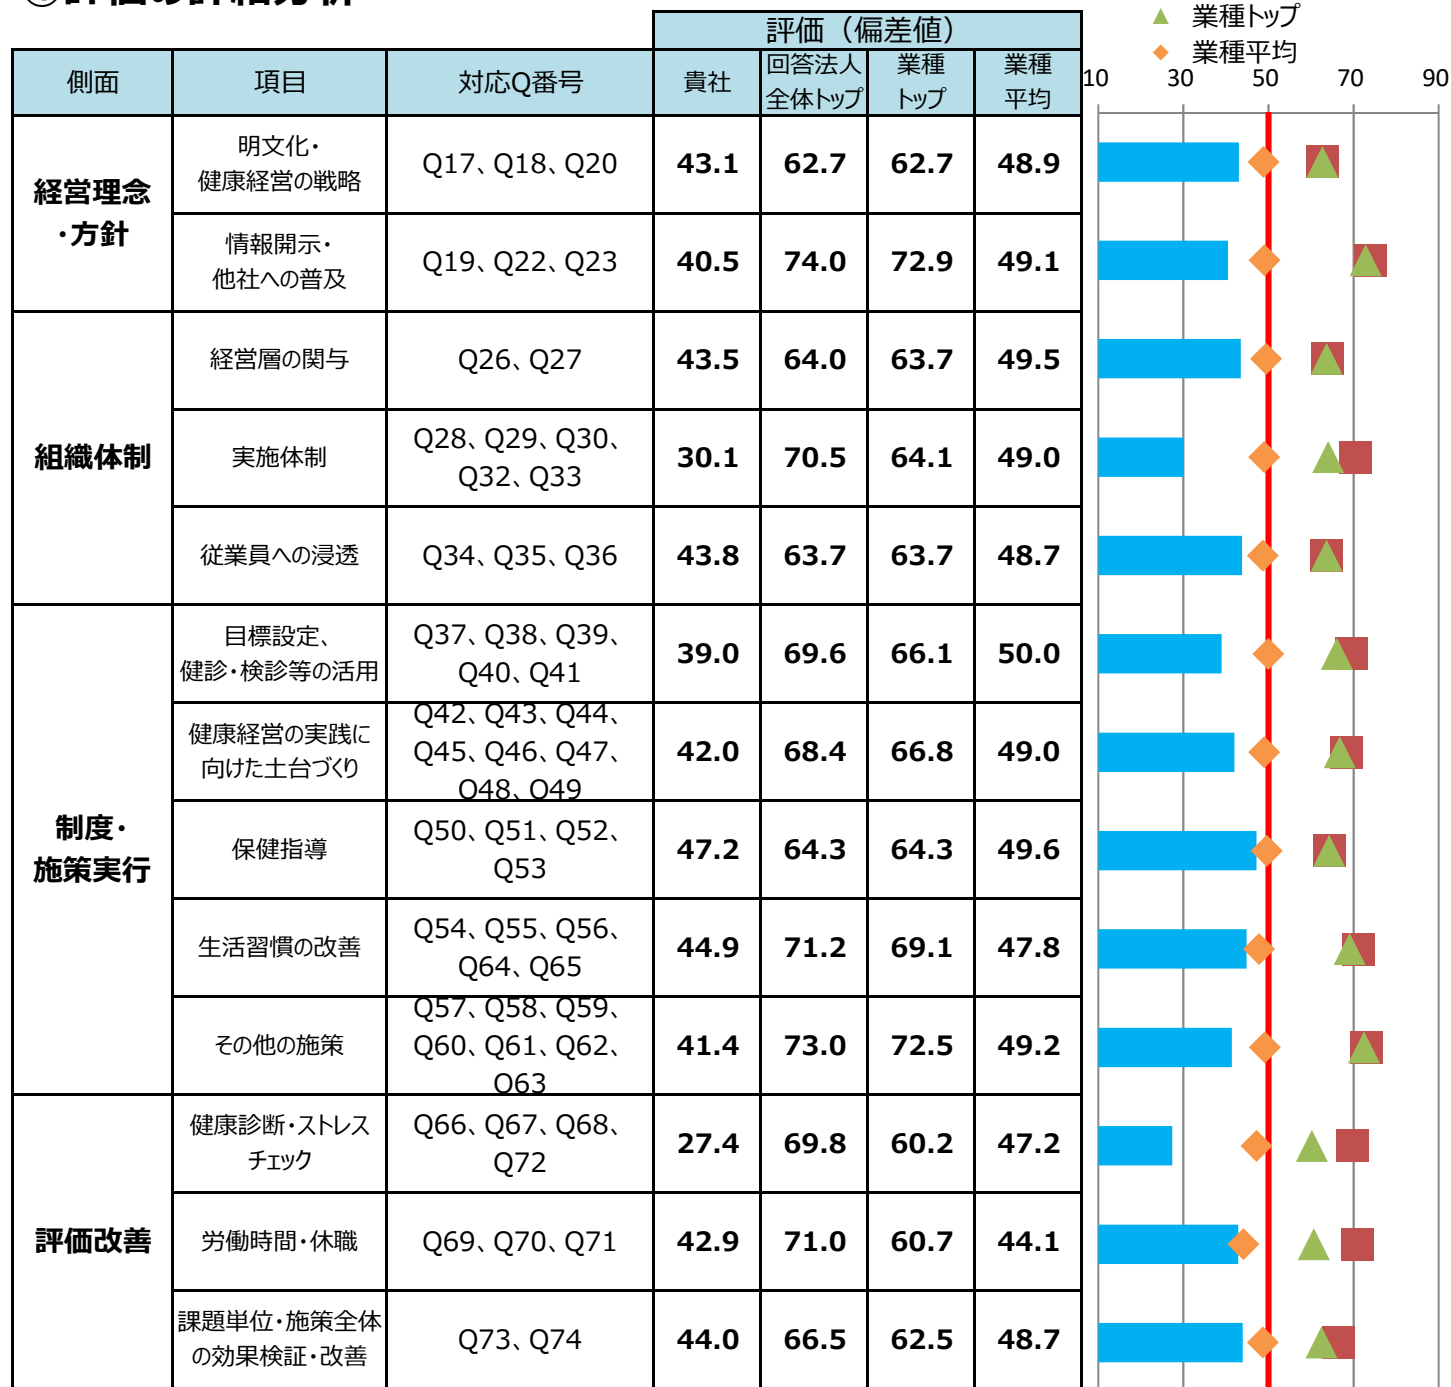 評価（偏差値）
▲ 業種トップ
◆ 業種平均
側面
項目
対応Q番号
貴社
回答法人
全体トップ
業種
トップ
業種
平均
10 30 50 70 90
経営理念
・方針
明文化・
健康経営の戦略
Q17、Q18、Q20
43.1 62.7 62.7 48.9
情報開示・
他社への普及
Q19、Q22、Q23
40.5 74.0 72.9 49.1
組織体制
経営層の関与
Q26、Q27
43.5 64.0 63.7 49.5
実施体制
Q28、Q29、Q30、
Q32、Q33
30.1 70.5 64.1 49.0
従業員への浸透
Q34、Q35、Q36
43.8 63.7 63.7 48.7
制度・
施策実行
目標設定、
健診・検診等の活用
Q37、Q38、Q39、
Q40、Q41
39.0 69.6 66.1 50.0
健康経営の実践に
向けた土台づくり
Q42、Q43、Q44、
Q45、Q46、Q47、
Q48、Q49
42.0 68.4 66.8 49.0
保健指導
Q50、Q51、Q52、
Q53
47.2 64.3 64.3 49.6
生活習慣の改善
Q54、Q55、Q56、
Q64、Q65
44.9 71.2 69.1 47.8
その他の施策
Q57、Q58、Q59、
Q60、Q61、Q62、
Q63
41.4 73.0 72.5 49.2
評価改善
健康診断・ストレス
チェック
Q66、Q67、Q68、
Q72
27.4 69.8 60.2 47.2
労働時間・休職
Q69、Q70、Q71
42.9 71.0 60.7 44.1
課題単位・施策全体
の効果検証・改善
Q73、Q74
44.0 66.5 62.5 48.7